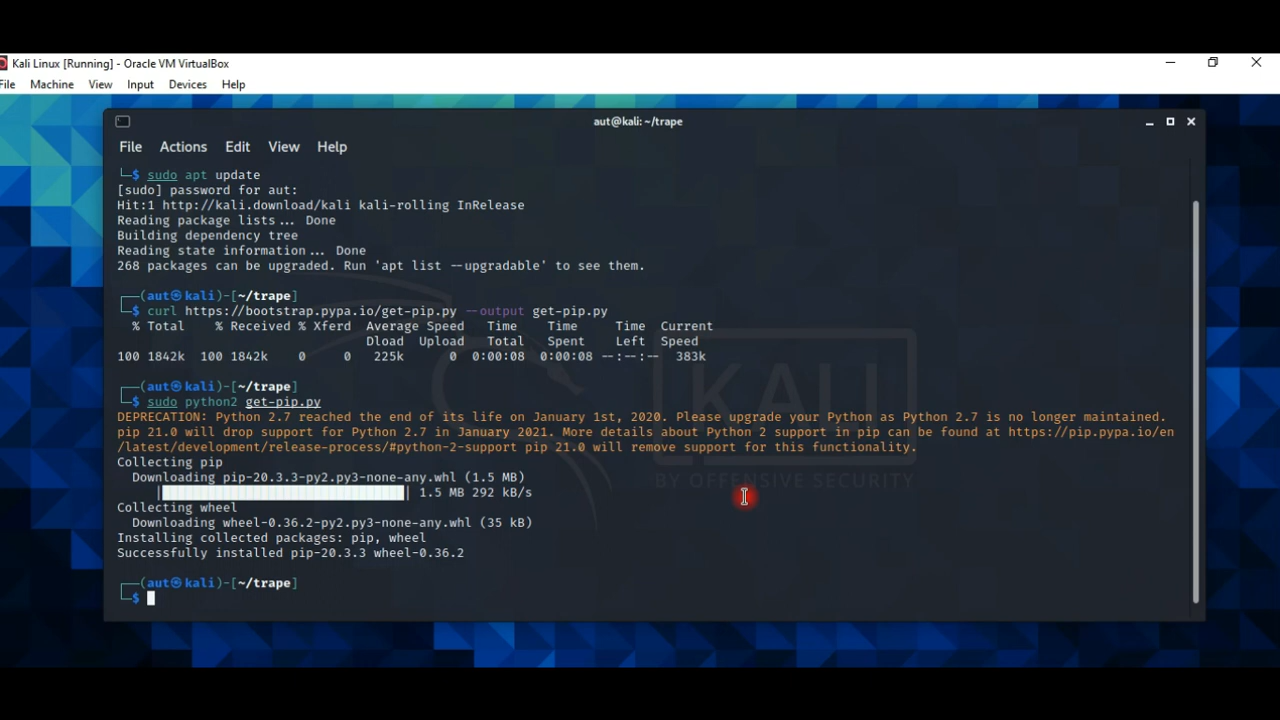 Kali Linux [Running] - Oracle VM VirtualBox
File Machine View Input Devices Help
aut@kali: ~/trape
File Actions Edit View Help
└─$ sudo apt update
[sudo] password for aut:
Hit:1 http://kali.download/kali kali-rolling InRelease
Reading package lists... Done
Building dependency tree
Reading state information... Done
268 packages can be upgraded. Run 'apt list --upgradable' to see them.
┌──(aut㉿kali)-[~/trape]
└─$ curl https://bootstrap.pypa.io/get-pip.py --output get-pip.py
% Total % Received % Xferd Average Speed Time Time Time Current
Dload Upload Total Spent Left Speed
100 1842k 100 1842k 0 0 225k 0 0:00:08 0:00:08 --:--:-- 383k
┌──(aut㉿kali)-[~/trape]
└─$ sudo python2 get-pip.py
DEPRECATION: Python 2.7 reached the end of its life on January 1st, 2020. Please upgrade your Python as Python 2.7 is no longer maintained.
pip 21.0 will drop support for Python 2.7 in January 2021. More details about Python 2 support in pip can be found at https://pip.pypa.io/en
/latest/development/release-process/#python-2-support pip 21.0 will remove support for this functionality.
Collecting pip
Downloading pip-20.3.3-py2.py3-none-any.whl (1.5 MB)
|████████████████████████████████| 1.5 MB 292 kB/s
Collecting wheel
Downloading wheel-0.36.2-py2.py3-none-any.whl (35 kB)
Installing collected packages: pip, wheel
Successfully installed pip-20.3.3 wheel-0.36.2
┌──(aut㉿kali)-[~/trape]
└─$
KALI
BY OFFENSIVE SECURITY